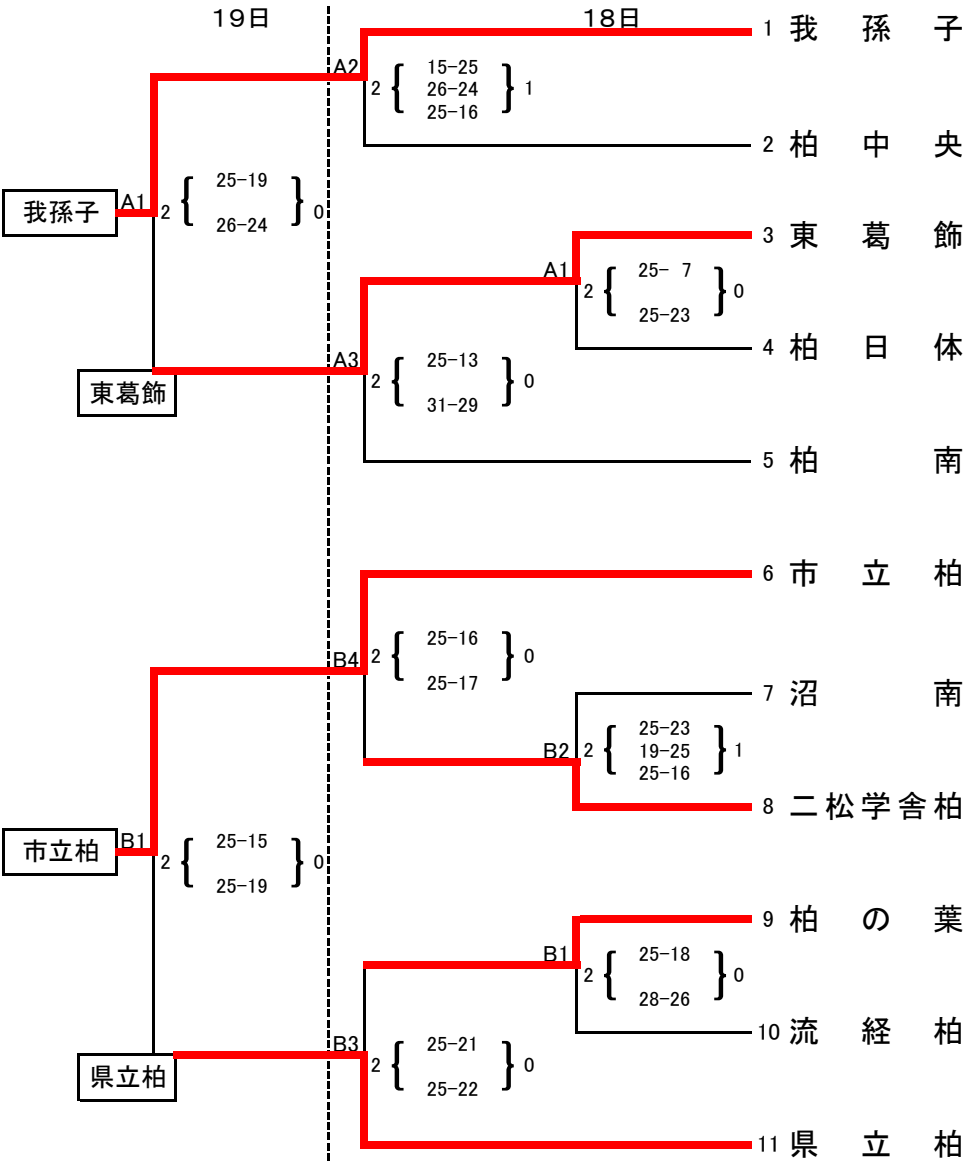 19日 18日
1 我孫子
A2 2 { 15-25 } 1
26-24
25-16
2 柏中央
我孫子 A1 2 { 25-19 } 0
26-24
3 東葛飾
A1 2 { 25- 7 } 0
25-23
4 柏日体
東葛飾
A3 2 { 25-13 } 0
31-29
5 柏南
6 市立柏
B4 2 { 25-16 } 0
25-17
7 沼南
B2 2 { 25-23 } 1
19-25
25-16
8 二松学舎柏
市立柏 B1 2 { 25-15 } 0
25-19
9 柏の葉
B1 2 { 25-18 } 0
28-26
10 流経柏
県立柏
B3 2 { 25-21 } 0
25-22
11 県立柏